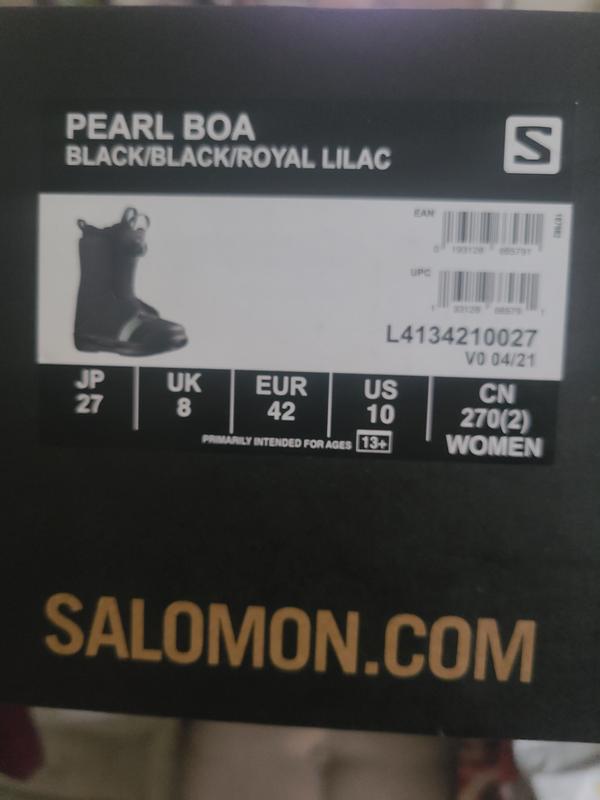 PEARL BOA
BLACK/BLACK/ROYAL LILAC
S
EAN
UPC
L4134210027
V0 04/21
JP
27
UK
8
EUR
42
US
10
CN
270(2)
WOMEN
PRIMARILY INTENDED FOR AGES 13+
SALOMON.COM